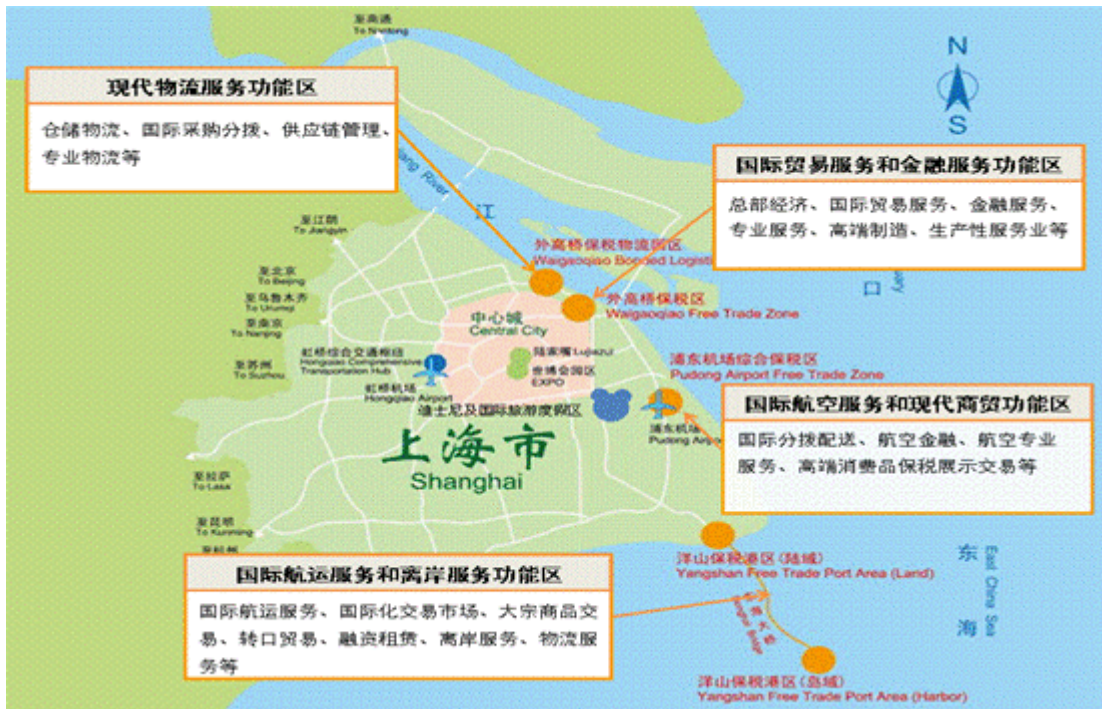 至南通
To Nantong
N
S
现代物流服务功能区
仓储物流、国际采购分拨、供应链管理、
专业物流等
国际贸易服务和金融服务功能区
总部经济、国际贸易服务、金融服务、
专业服务、高端制造、生产性服务业等
River
江
口
至江阴
To Jiangyin
外高桥保税物流园区
Waigaoqiao Bonded Logisti
至北京
To Beijing
至乌鲁木齐
To Urumqi
至南京
To Nanjing
至苏州
To Suzhou
外高桥保税区
Waigaoqiao Free Trade Zone
中心城
Central City
虹桥综合交通枢纽
Hongqiao Comprehensive
Transportation Hub
虹桥机场
Hongqiao Airport
陆家嘴 Lujiazui
世博会园区
EXPO
浦东机场综合保税区
Pudong Airport Free Trade Zone
迪士尼及国际旅游度假区
浦东机场
Pudong Airpo
国际航空服务和现代商贸功能区
国际分拨配送、航空金融、航空专业
服务、高端消费品保税展示交易等
上海市
Shanghai
至拉萨
To Lasa
至昆明
To Kunming
国际航运服务和离岸服务功能区
国际航运服务、国际化交易市场、大宗商品交
易、转口贸易、融资租赁、离岸服务、物流服
务等
洋山保税港区(陆域)
Yangshan Free Trade Port Area (Land)
东海
East China Sea
洋山保税港区(岛域)
Yangshan Free Trade Port Area (Harbor)